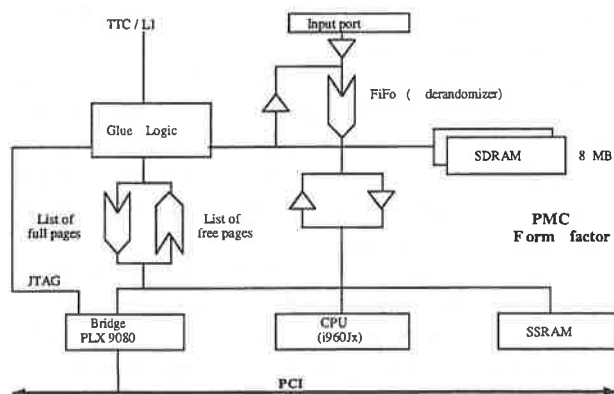 TTC / L1
Input port
FiFo ( derandomizer)
Glue Logic
SDRAM
8 MB
List of
full pages
List of
free pages
PMC
Form factor
JTAG
Bridge
PLX 9080
CPU
(i960Jx)
SSRAM
PCI